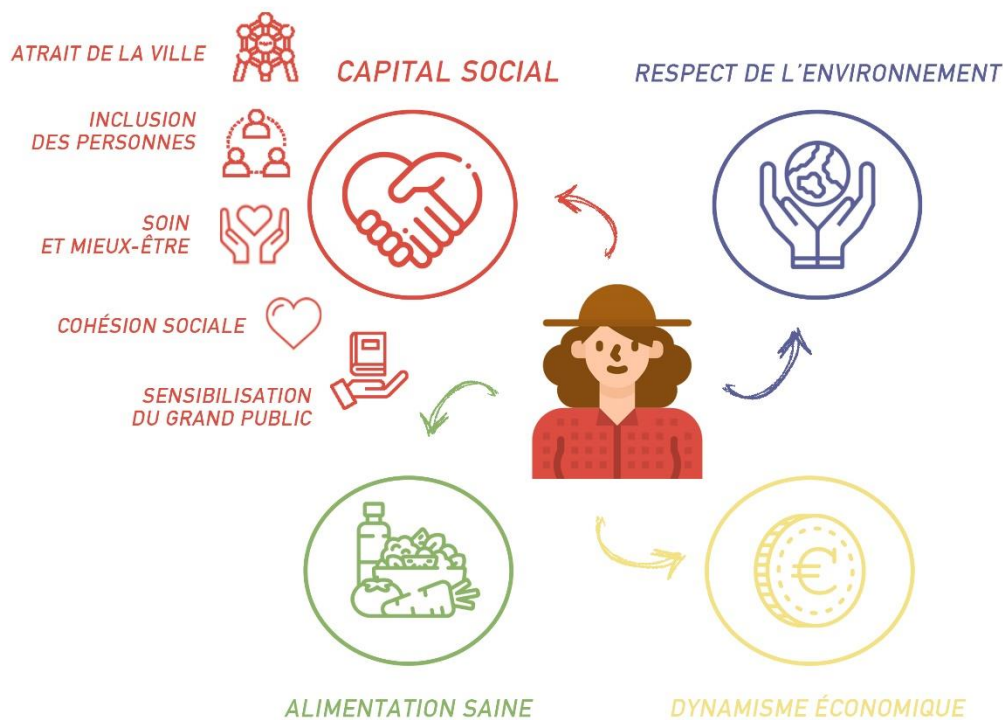 ATRAIT DE LA VILLE
CAPITAL SOCIAL
RESPECT DE L'ENVIRONNEMENT
INCLUSION
DES PERSONNES
SOIN
ET MIEUX-ÊTRE
COHÉSION SOCIALE
SENSIBILISATION
DU GRAND PUBLIC
€
ALIMENTATION SAINE
DYNAMISME ÉCONOMIQUE